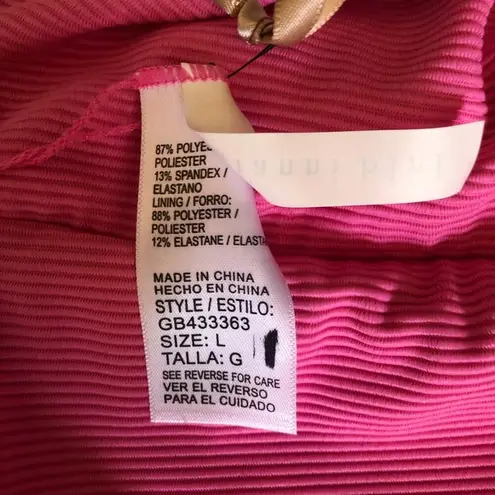 87% POLYES
POLIESTER
13% SPANDEX /
ELASTANO
LINING / FORRO:
88% POLYESTER /
POLIESTER
12% ELASTANE / ELASTA
MADE IN CHINA
HECHO EN CHINA
STYLE / ESTILO:
GB433363
SIZE: L
TALLA: G
SEE REVERSE FOR CARE
VER EL REVERSO
PARA EL CUIDADO